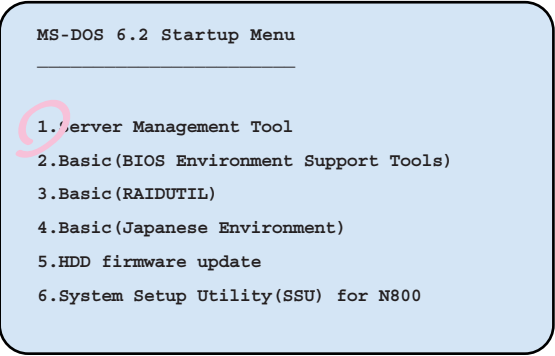 MS-DOS 6.2 Startup Menu
1.Server Management Tool
2.Basic(BIOS Environment Support Tools)
3.Basic(RAIDUTIL)
4.Basic(Japanese Environment)
5.HDD firmware update
6.System Setup Utility(SSU) for N800